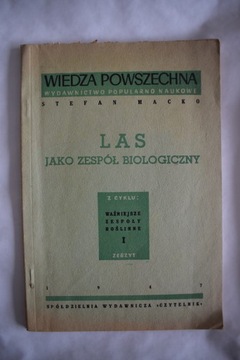 WIEDZA POWSZECHNA
WYDAWNICTWO POPULARNO NAUKOWE
STEFAN MACKO
LAS
JAKO ZESPÓŁ BIOLOGICZNY
Z CYKLU:
WAŻNIEJSZE
ZESPOŁY
ROŚLINNE
I
ZESZYT
1947
SPÓŁDZIELNIA WYDAWNICZA «CZYTELNIK»